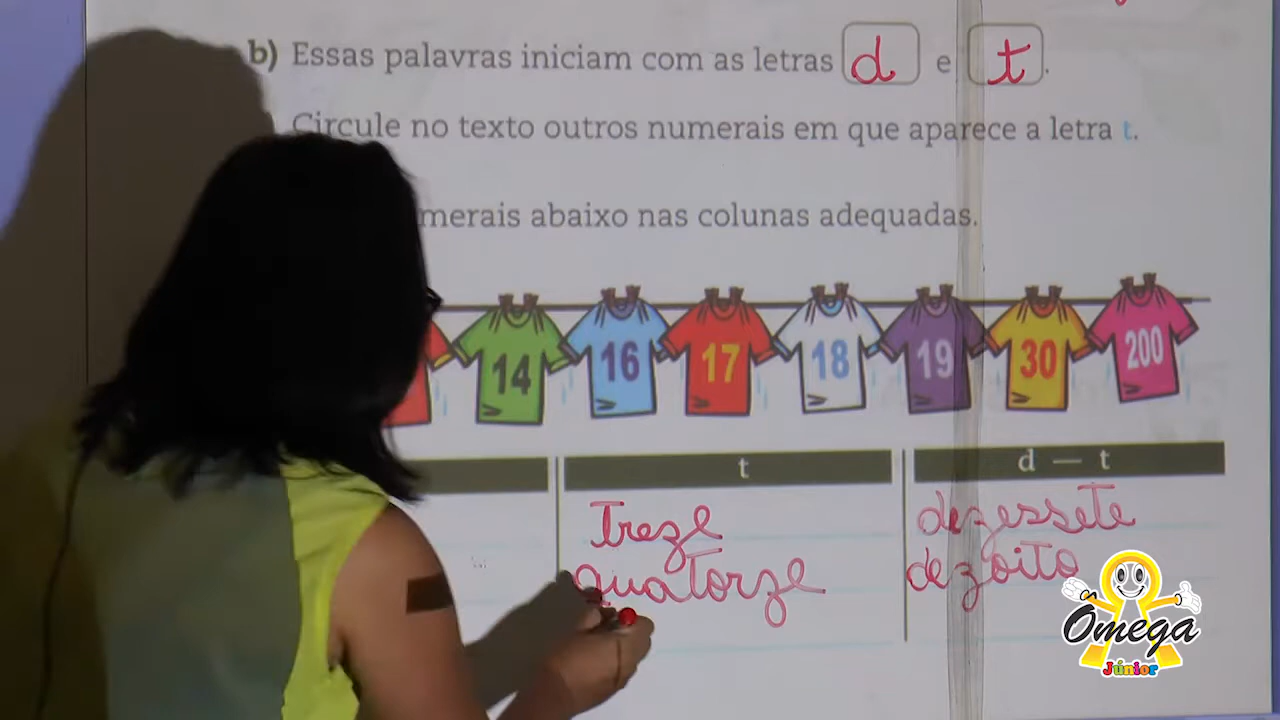 b) Essas palavras iniciam com as letras d e t.
Circule no texto outros numerais em que aparece a letra t.
merais abaixo nas colunas adequadas.
14 16 17 18 19 30 200
t d — t
Treze dezessete
quatorze dezoito
Ômega
Júnior